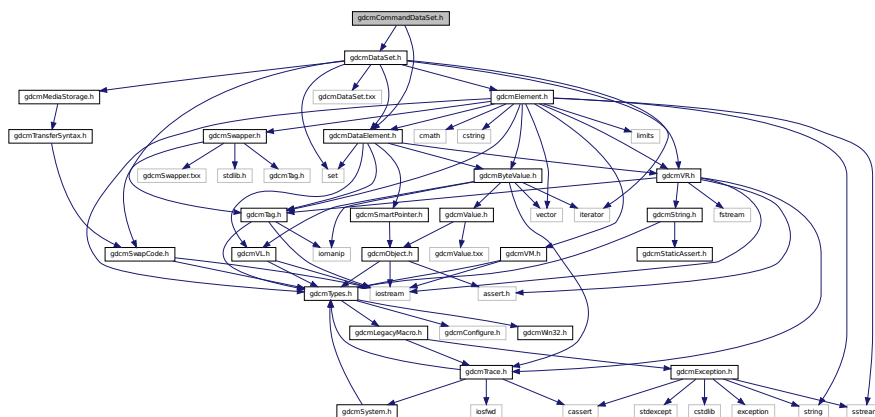 gdcmCommandDataSet.h
gdcmDataSet.h
gdcmMediaStorage.h
gdcmDataSet.txx
gdcmElement.h
gdcmTransferSyntax.h
gdcmSwapper.h
gdcmDataElement.h
cmath
cstring
limits
gdcmSwapper.txx
stdlib.h
gdcmTag.h
set
gdcmByteValue.h
gdcmVR.h
gdcmTag.h
gdcmSmartPointer.h
gdcmValue.h
vector
iterator
gdcmString.h
fstream
gdcmSwapCode.h
gdcmVL.h
iomanip
gdcmObject.h
gdcmValue.txx
gdcmVM.h
gdcmStaticAssert.h
gdcmTypes.h
iostream
assert.h
gdcmLegacyMacro.h
gdcmConfigure.h
gdcmWin32.h
gdcmTrace.h
gdcmException.h
gdcmSystem.h
iosfwd
cassert
stdexcept
cstdlib
exception
string
sstream